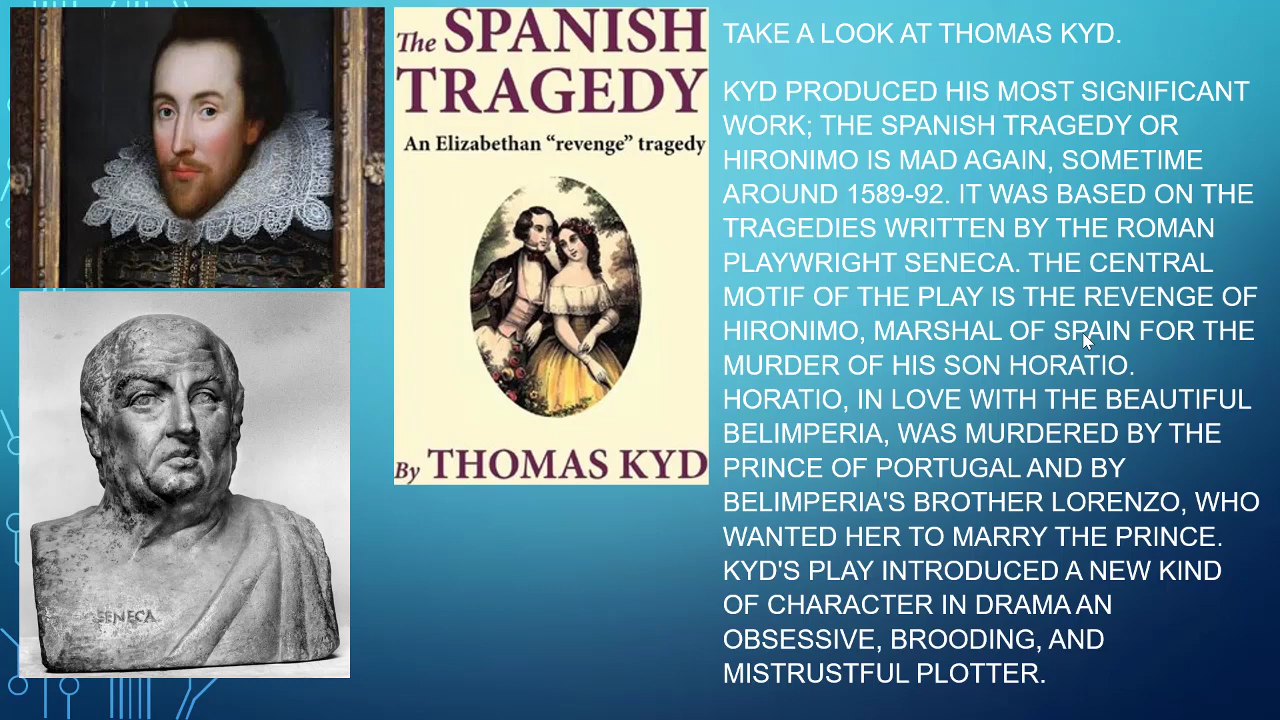 The SPANISH
TRAGEDY
An Elizabethan “revenge” tragedy
By THOMAS KYD
SENECA
TAKE A LOOK AT THOMAS KYD.
KYD PRODUCED HIS MOST SIGNIFICANT
WORK; THE SPANISH TRAGEDY OR
HIRONIMO IS MAD AGAIN, SOMETIME
AROUND 1589-92. IT WAS BASED ON THE
TRAGEDIES WRITTEN BY THE ROMAN
PLAYWRIGHT SENECA. THE CENTRAL
MOTIF OF THE PLAY IS THE REVENGE OF
HIRONIMO, MARSHAL OF SPAIN FOR THE
MURDER OF HIS SON HORATIO.
HORATIO, IN LOVE WITH THE BEAUTIFUL
BELIMPERIA, WAS MURDERED BY THE
PRINCE OF PORTUGAL AND BY
BELIMPERIA'S BROTHER LORENZO, WHO
WANTED HER TO MARRY THE PRINCE.
KYD'S PLAY INTRODUCED A NEW KIND
OF CHARACTER IN DRAMA AN
OBSESSIVE, BROODING, AND
MISTRUSTFUL PLOTTER.